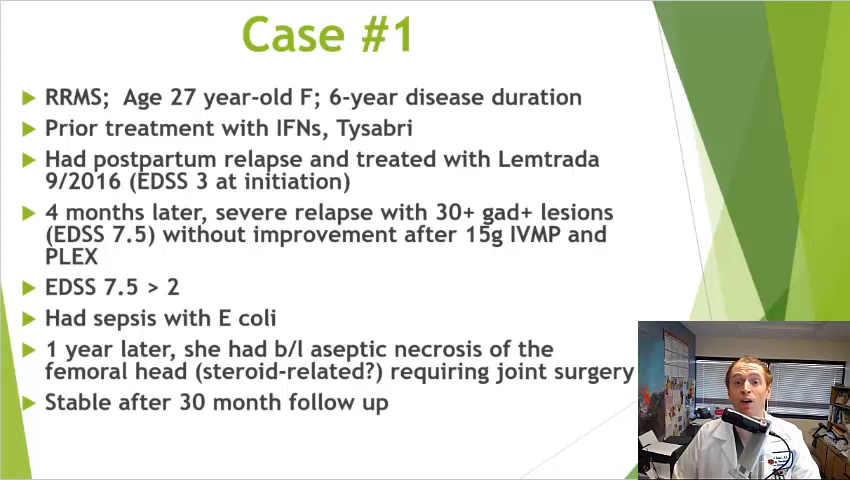 Case #1
RRMS; Age 27 year-old F; 6-year disease duration
Prior treatment with IFNs, Tysabri
Had postpartum relapse and treated with Lemtrada
9/2016 (EDSS 3 at initiation)
4 months later, severe relapse with 30+ gad+ lesions
(EDSS 7.5) without improvement after 15g IVMP and
PLEX
EDSS 7.5 > 2
Had sepsis with E coli
1 year later, she had b/l aseptic necrosis of the
femoral head (steroid-related?) requiring joint surgery
Stable after 30 month follow up